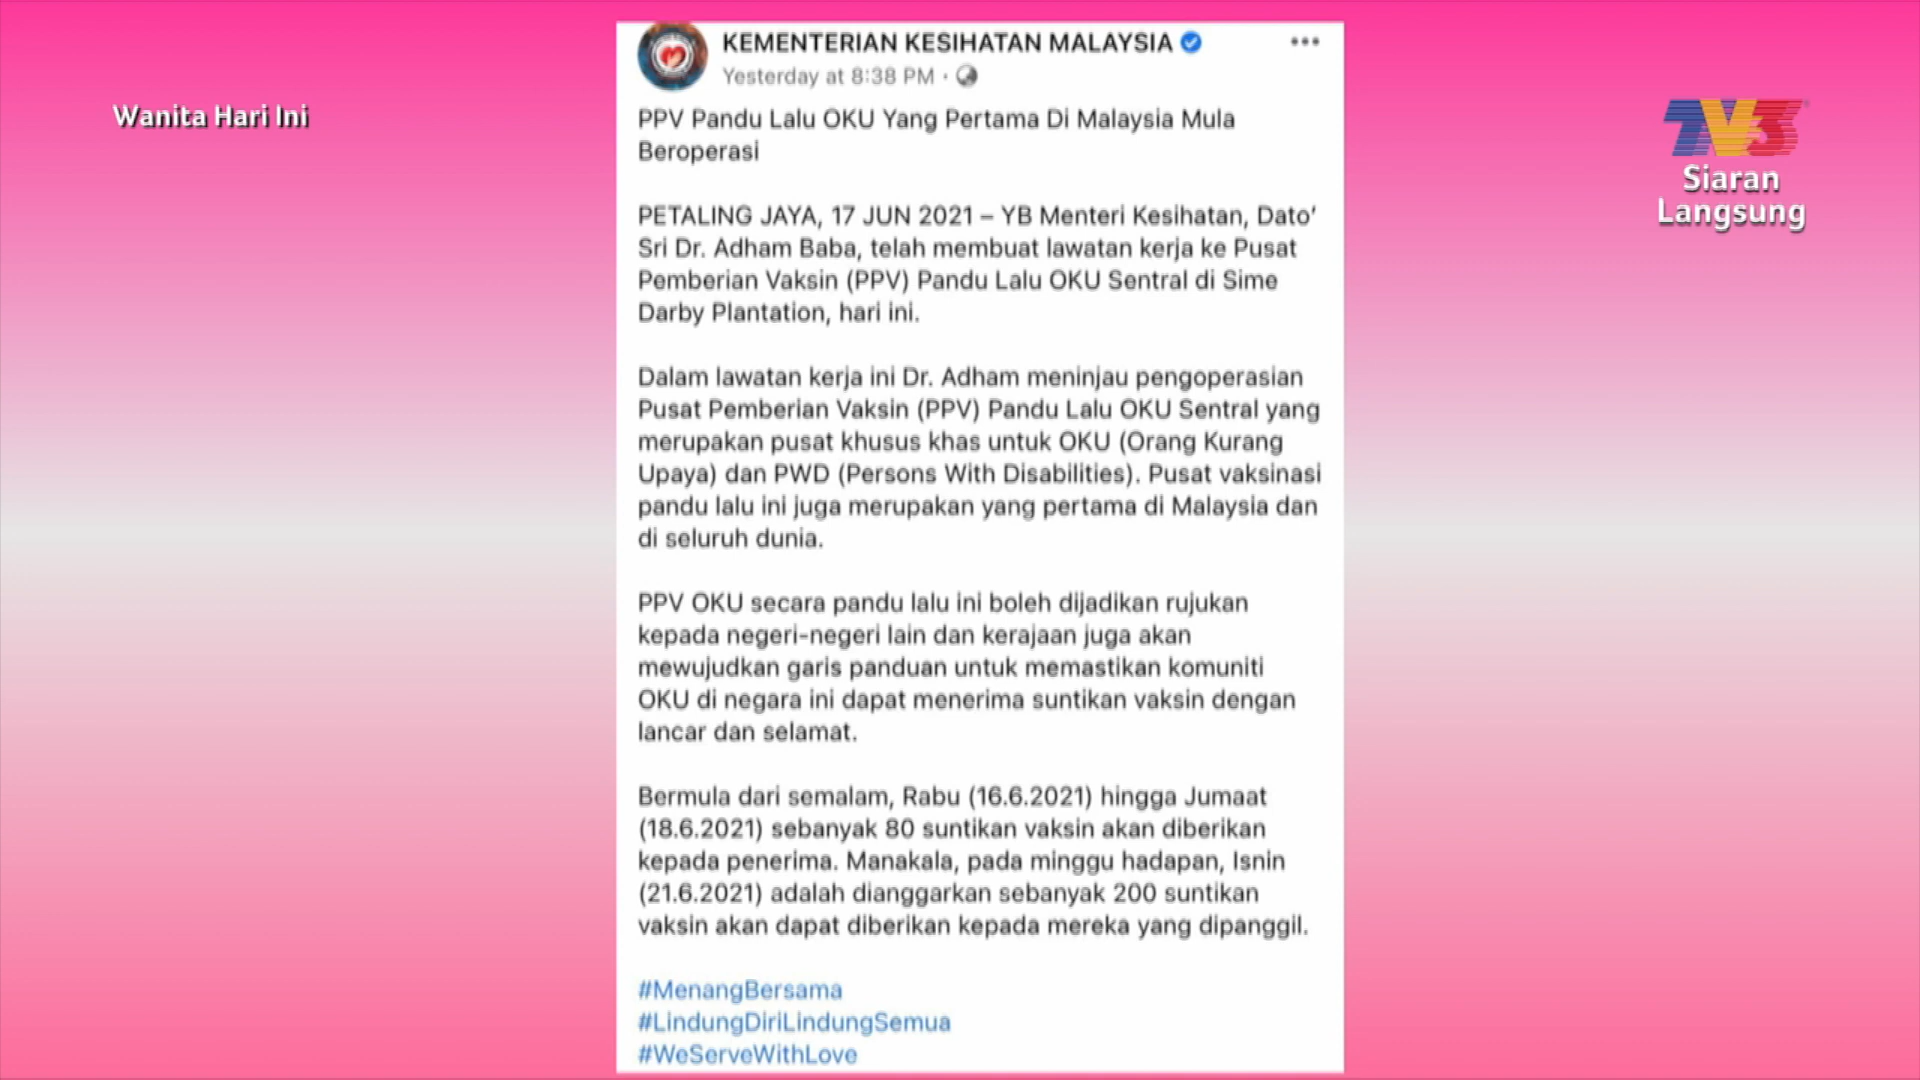 Wanita Hari Ini
TV3
Siaran
Langsung
KEMENTERIAN KESIHATAN MALAYSIA
Yesterday at 8:38 PM ·
PPV Pandu Lalu OKU Yang Pertama Di Malaysia Mula
Beroperasi
PETALING JAYA, 17 JUN 2021 – YB Menteri Kesihatan, Dato'
Sri Dr. Adham Baba, telah membuat lawatan kerja ke Pusat
Pemberian Vaksin (PPV) Pandu Lalu OKU Sentral di Sime
Darby Plantation, hari ini.
Dalam lawatan kerja ini Dr. Adham meninjau pengoperasian
Pusat Pemberian Vaksin (PPV) Pandu Lalu OKU Sentral yang
merupakan pusat khusus khas untuk OKU (Orang Kurang
Upaya) dan PWD (Persons With Disabilities). Pusat vaksinasi
pandu lalu ini juga merupakan yang pertama di Malaysia dan
di seluruh dunia.
PPV OKU secara pandu lalu ini boleh dijadikan rujukan
kepada negeri-negeri lain dan kerajaan juga akan
mewujudkan garis panduan untuk memastikan komuniti
OKU di negara ini dapat menerima suntikan vaksin dengan
lancar dan selamat.
Bermula dari semalam, Rabu (16.6.2021) hingga Jumaat
(18.6.2021) sebanyak 80 suntikan vaksin akan diberikan
kepada penerima. Manakala, pada minggu hadapan, Isnin
(21.6.2021) adalah dianggarkan sebanyak 200 suntikan
vaksin akan dapat diberikan kepada mereka yang dipanggil.
#MenangBersama
#LindungDiriLindungSemua
#WeServeWithLove